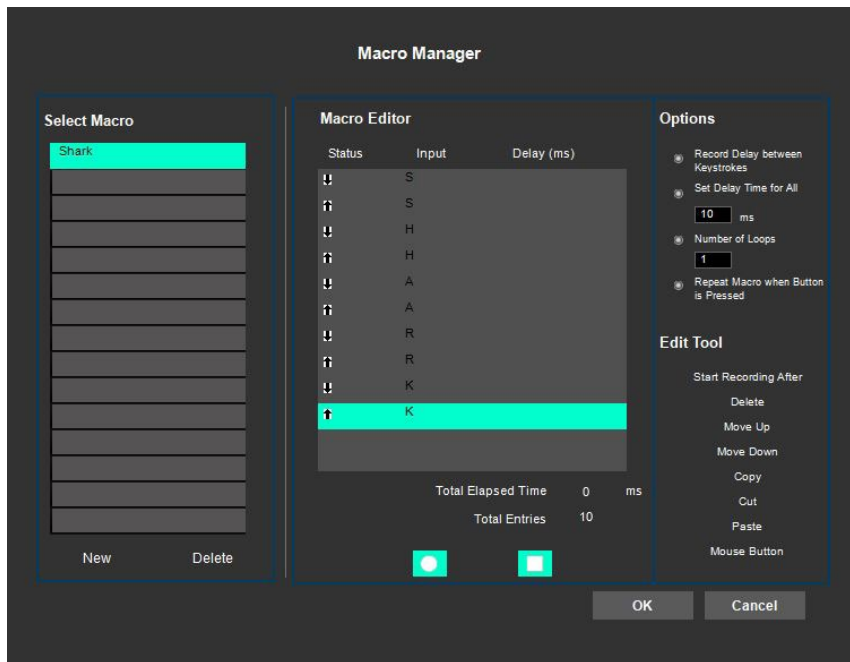 Macro Manager
Select Macro
Shark
New Delete
Macro Editor
Status Input Delay (ms)
S
S
H
H
A
A
R
R
K
K
Total Elapsed Time 0 ms
Total Entries 10
Options
Record Delay between
Keystrokes
Set Delay Time for All
10 ms
Number of Loops
1
Repeat Macro when Button
is Pressed
Edit Tool
Start Recording After
Delete
Move Up
Move Down
Copy
Cut
Paste
Mouse Button
OK Cancel